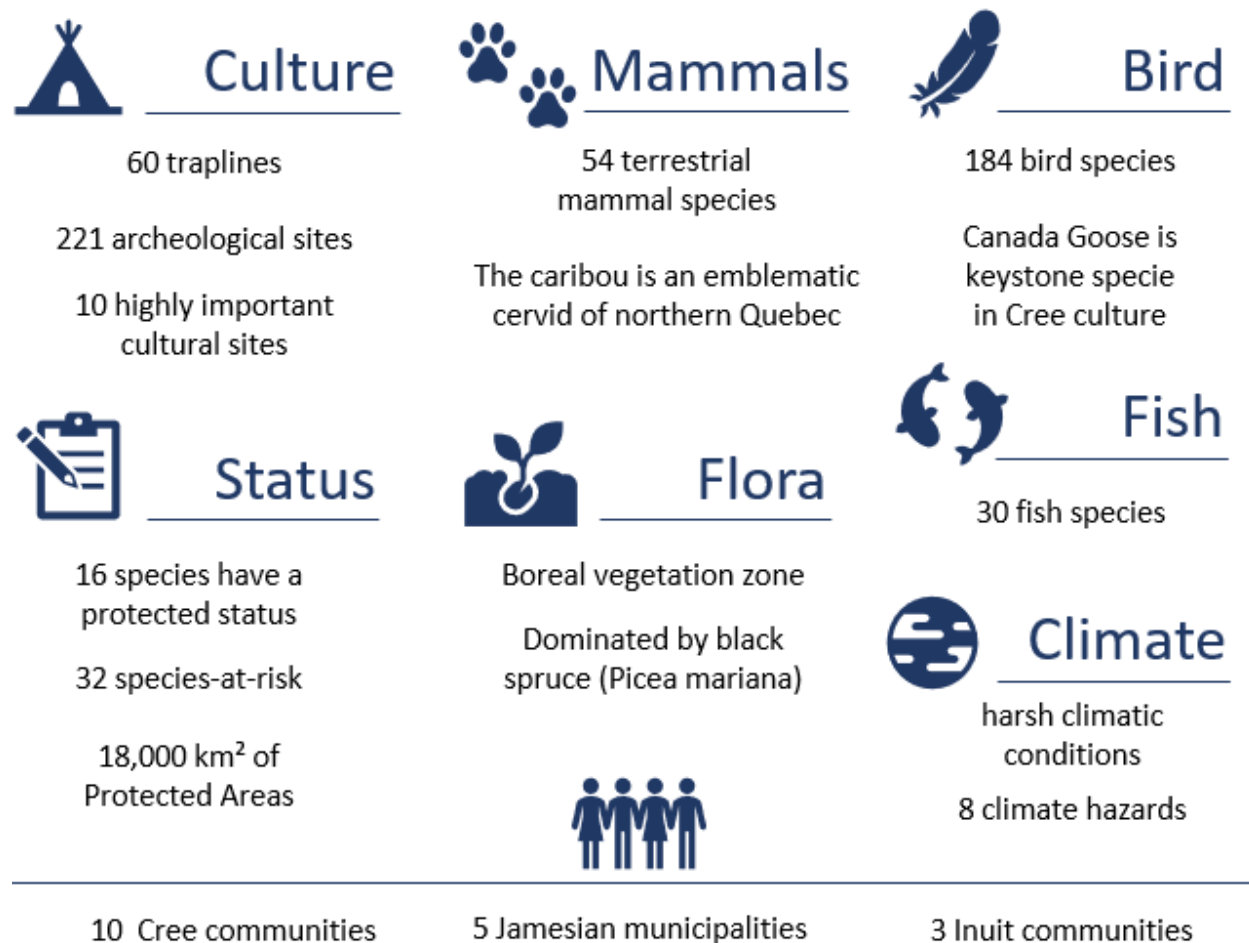 Culture
60 traplines
221 archeological sites
10 highly important
cultural sites
Mammals
54 terrestrial
mammal species
The caribou is an emblematic
cervid of northern Quebec
Bird
184 bird species
Canada Goose is
keystone specie
in Cree culture
Status
16 species have a
protected status
32 species-at-risk
18,000 km² of
Protected Areas
Flora
Boreal vegetation zone
Dominated by black
spruce (Picea mariana)
Fish
30 fish species
Climate
harsh climatic
conditions
8 climate hazards
10 Cree communities
5 Jamesian municipalities
3 Inuit communities